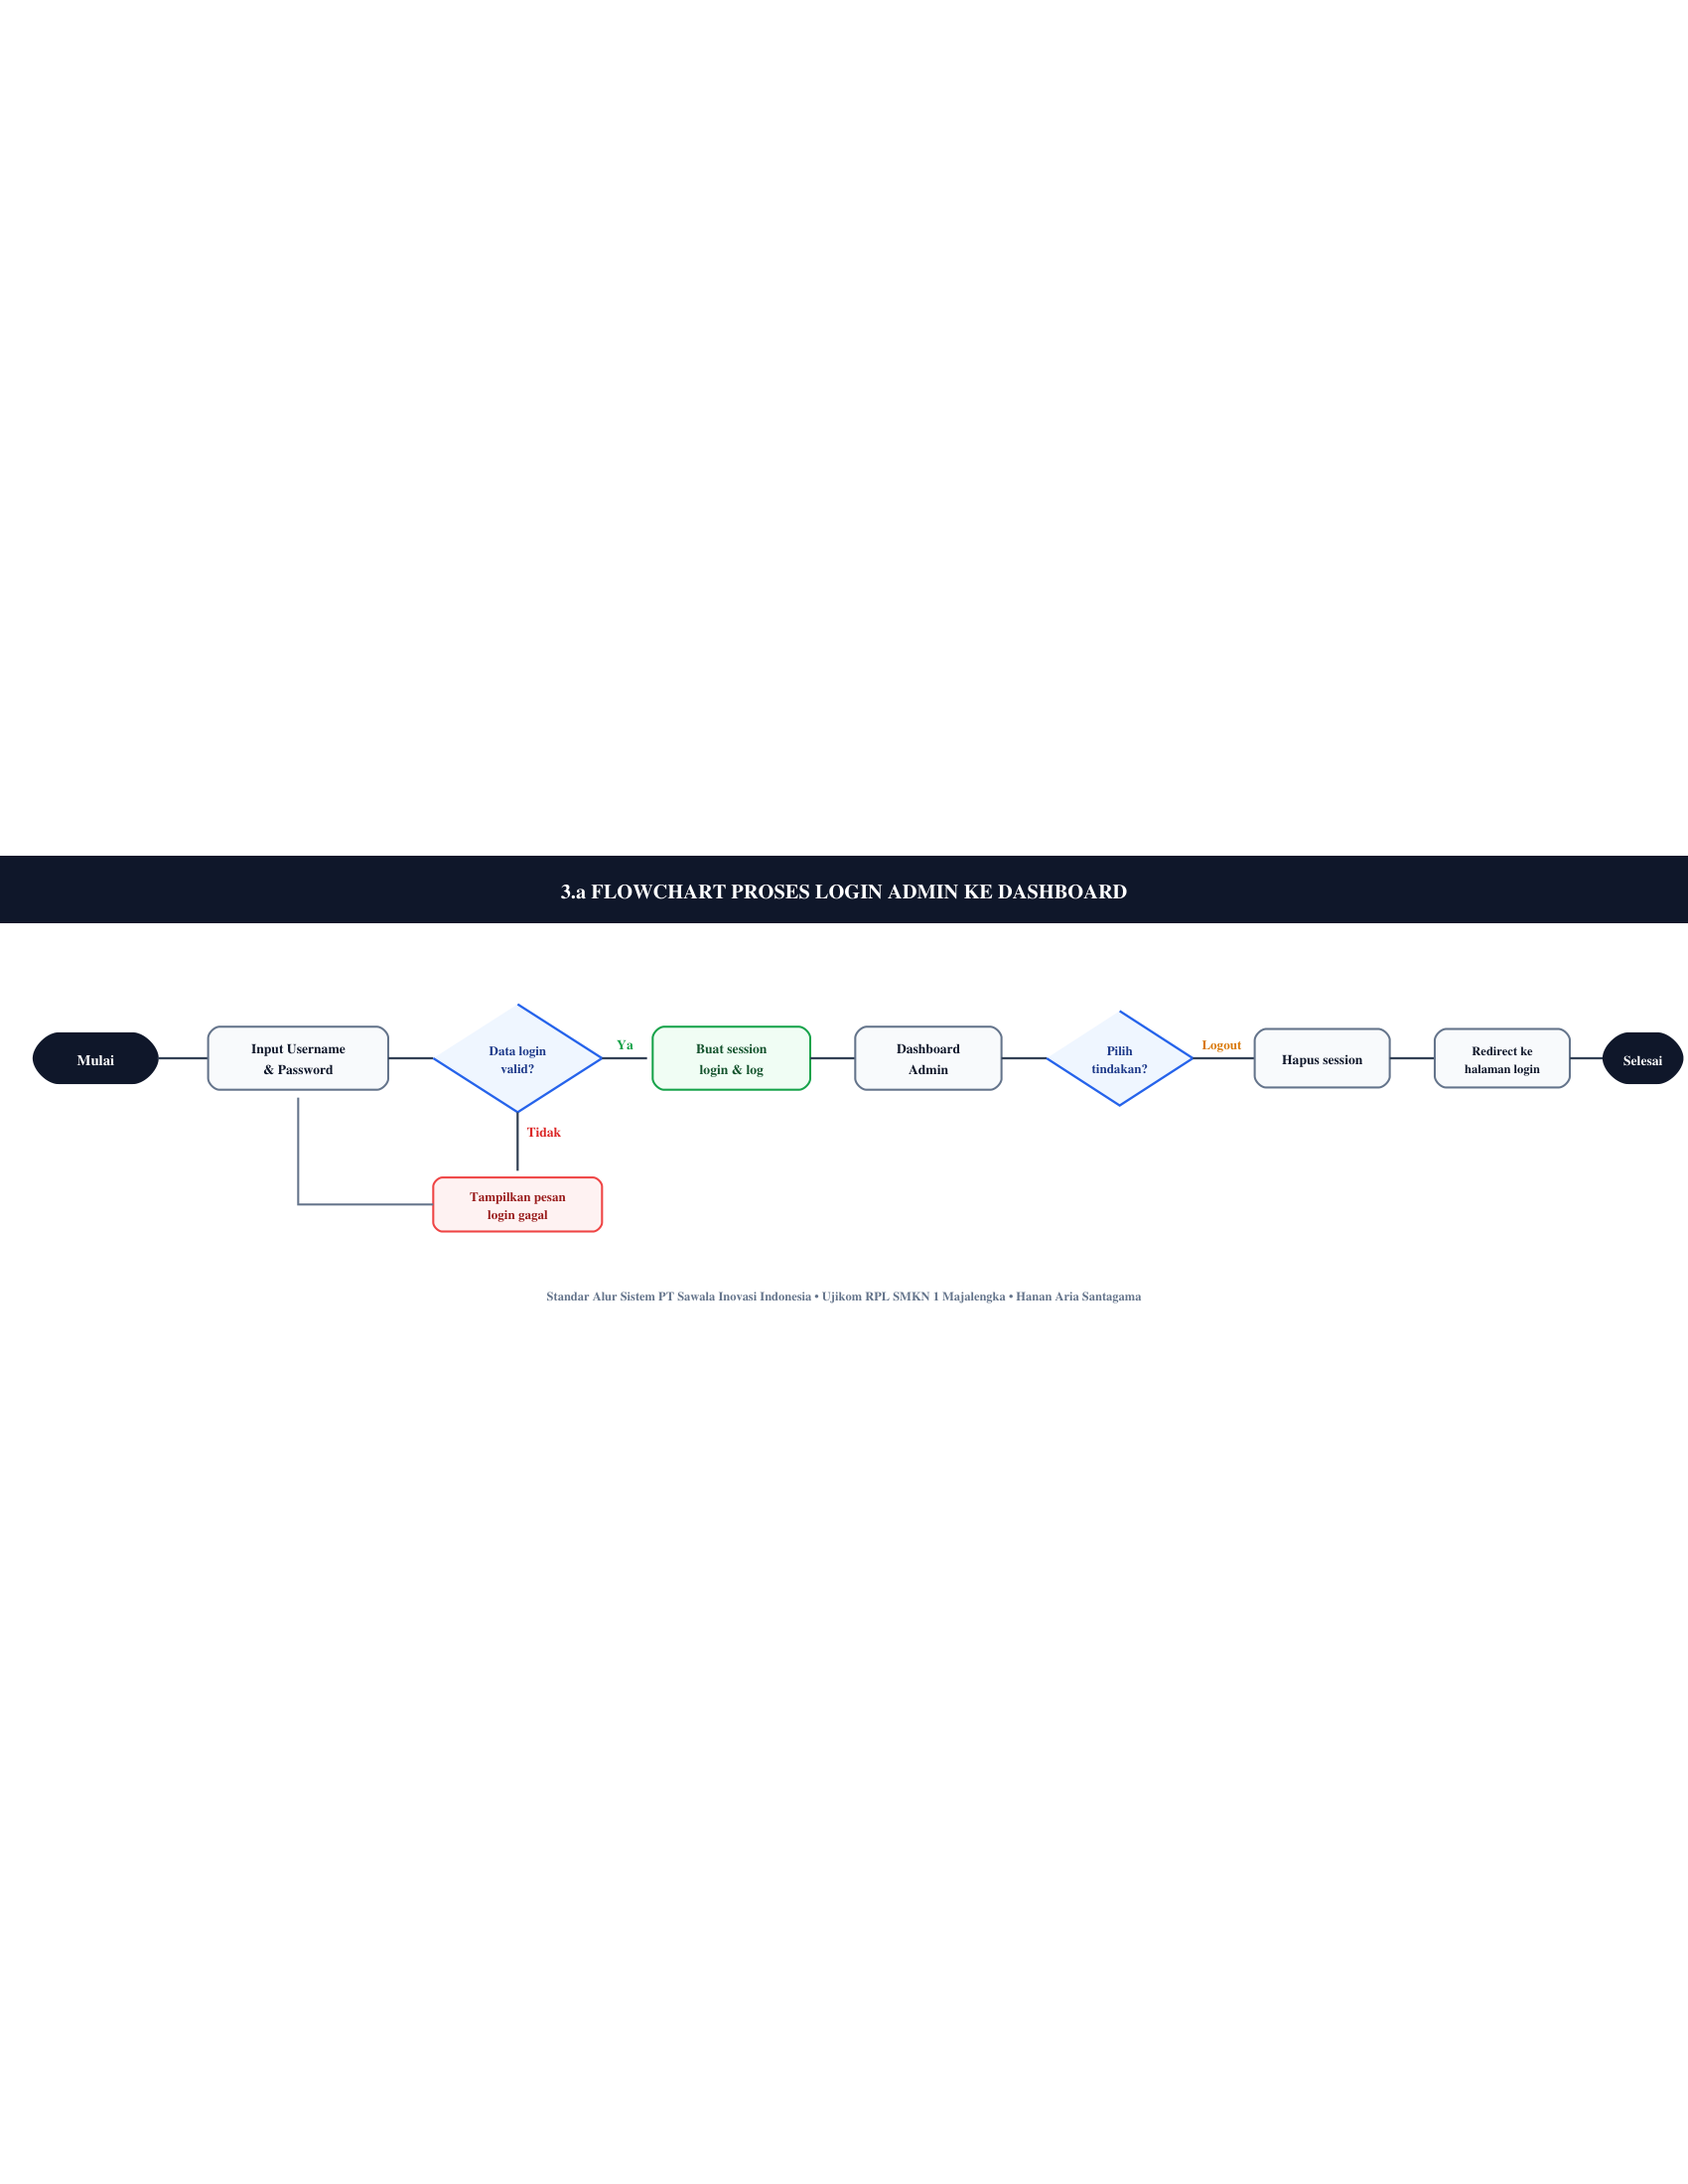 3.a FLOWCHART PROSES LOGIN ADMIN KE DASHBOARD
Mulai
Input Username
& Password
Data login
valid?
Ya
Buat session
login & log
Dashboard
Admin
Pilih
tindakan?
Logout
Hapus session
Redirect ke
halaman login
Selesai
Tidak
Tampilkan pesan
login gagal
Standar Alur Sistem PT Sawala Inovasi Indonesia • Ujikom RPL SMKN 1 Majalengka • Hanan Aria Santagama